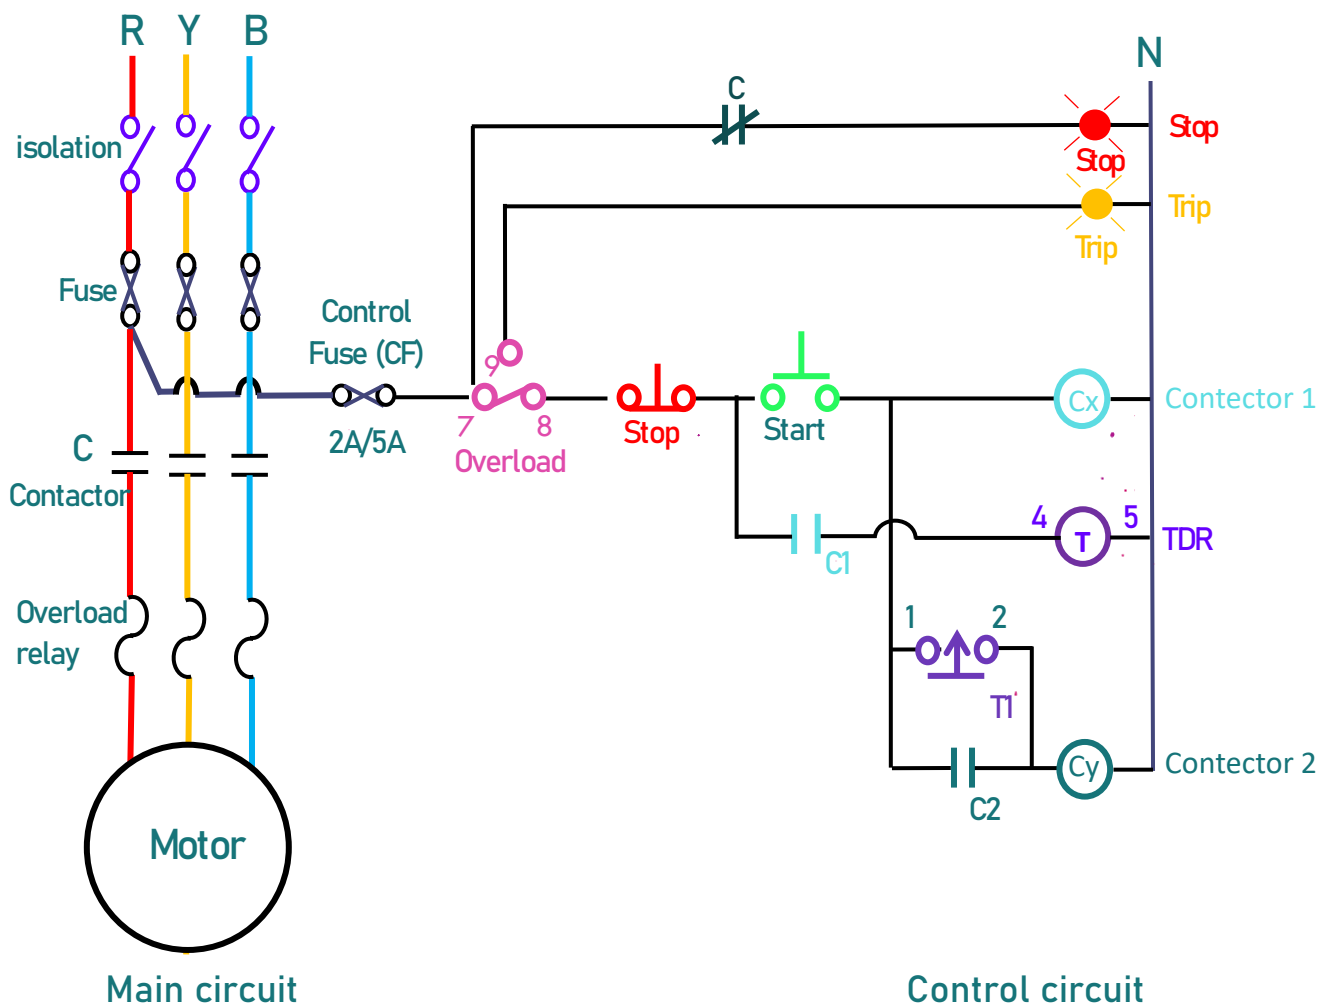 R Y B
N
C
isolation
Stop
Stop
Trip
Trip
Fuse
Control
Fuse (CF)
9
7
8
Overload
2A/5A
Stop
Start
Cx
Contector 1
C
Contactor
C1
4
T
5
TDR
Overload
relay
1
2
T1
Cy
Contector 2
C2
Motor
Main circuit
Control circuit